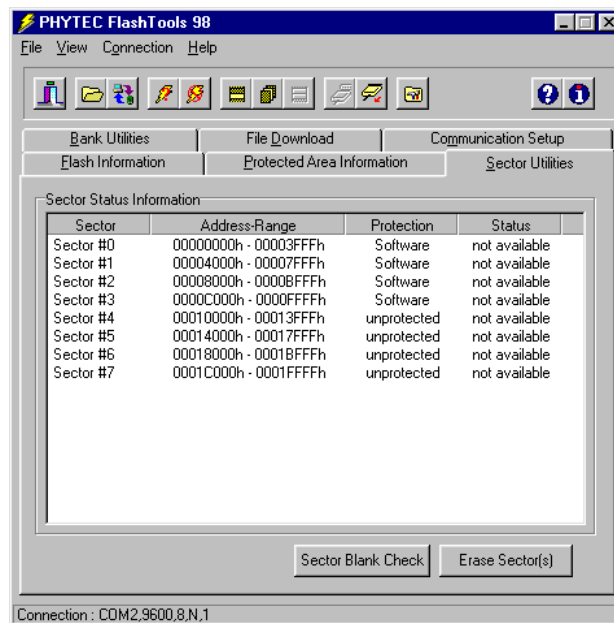 PHYTEC FlashTools 98
File View Connection Help
Bank Utilities File Download Communication Setup
Flash Information Protected Area Information Sector Utilities
Sector Status Information
Sector Address-Range Protection Status
Sector #0 00000000h - 00003FFFh Software not available
Sector #1 00004000h - 00007FFFh Software not available
Sector #2 00008000h - 0000BFFFh Software not available
Sector #3 0000C000h - 0000FFFFh Software not available
Sector #4 00010000h - 00013FFFh unprotected not available
Sector #5 00014000h - 00017FFFh unprotected not available
Sector #6 00018000h - 0001BFFFh unprotected not available
Sector #7 0001C000h - 0001FFFFh unprotected not available
Sector Blank Check Erase Sector(s)
Connection : COM2,9600,8,N,1